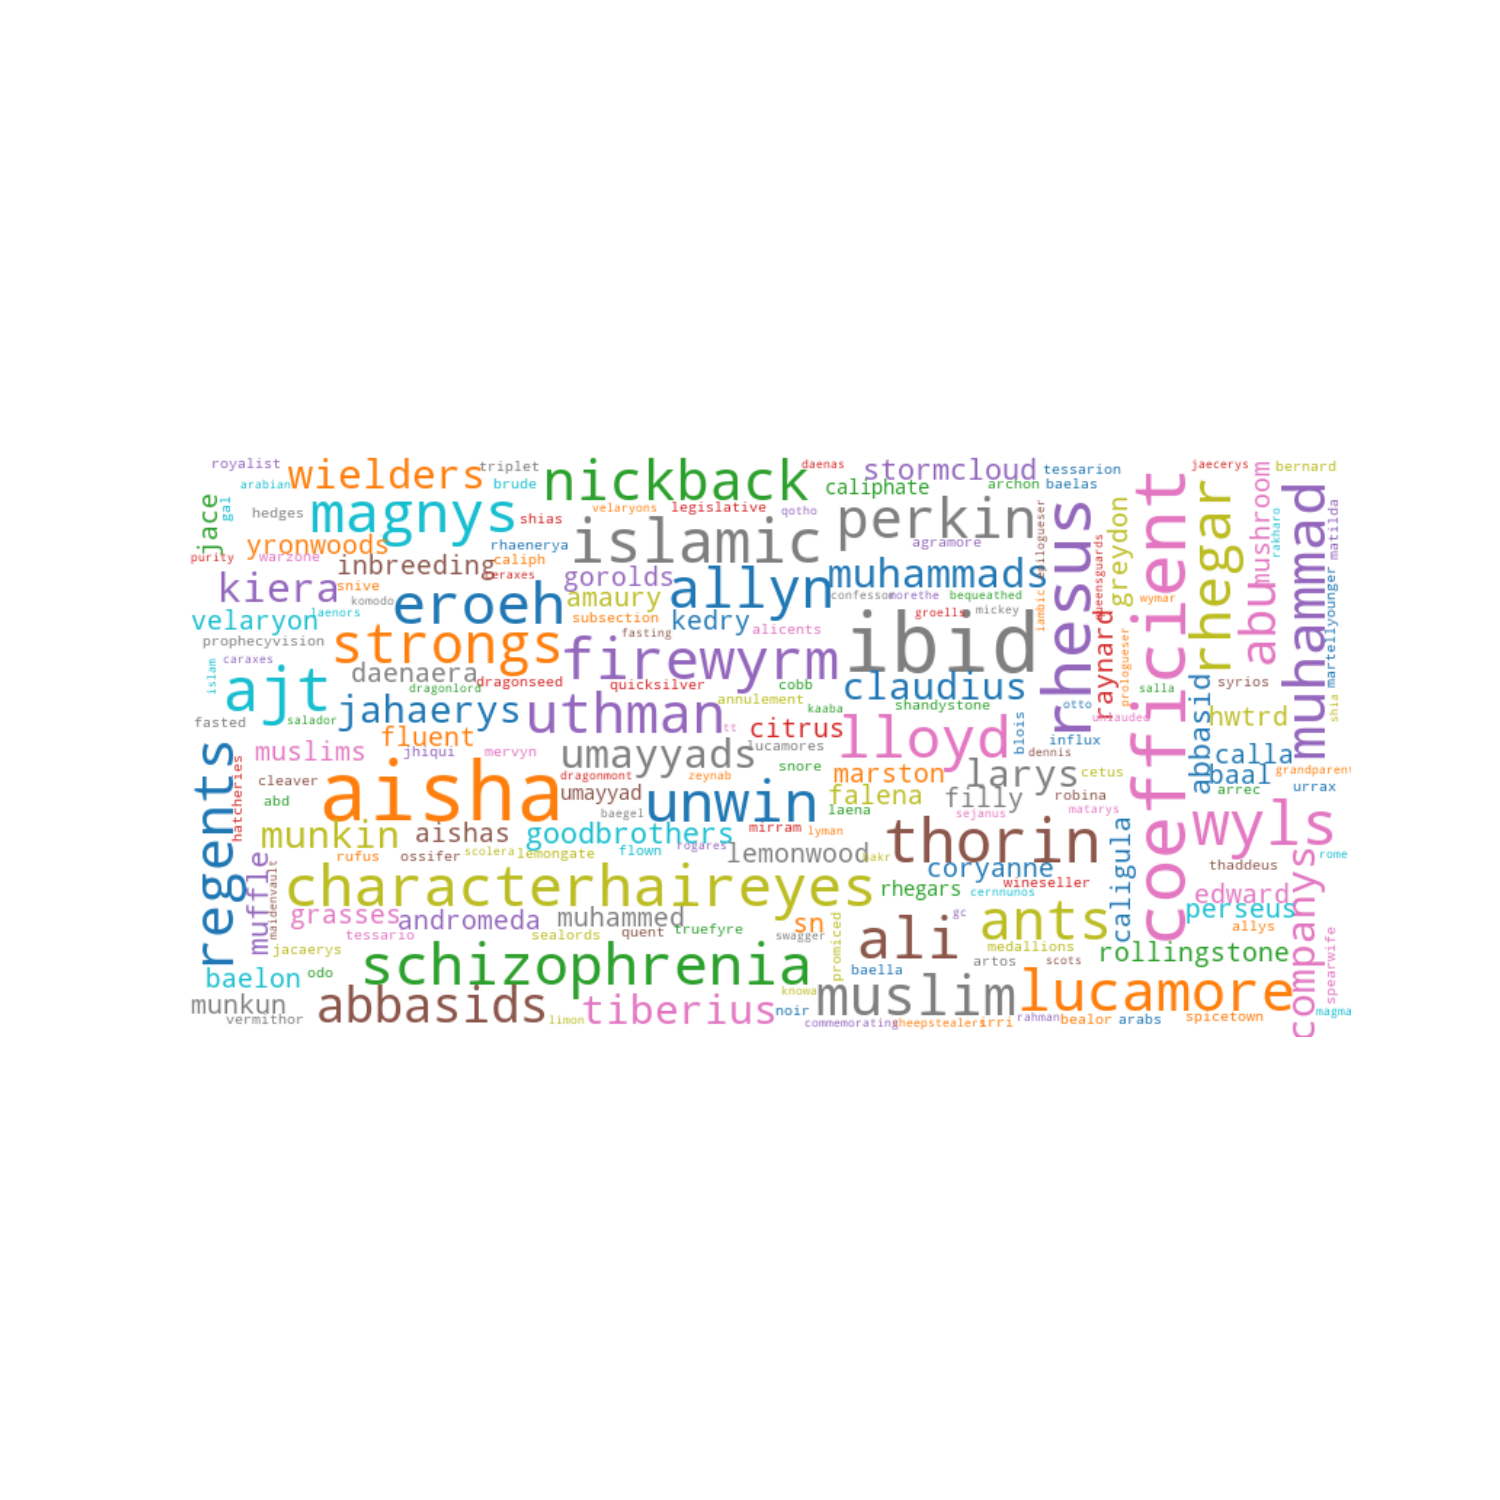 royalist
wielders
triplet
nickback
daenas
stormcloud
tessarion
jaecerys
bernard
arabian
brude
caliphate
archon
baelas
jace
gal
hedges
magnys
shias
velaryons
legislative
qotho
islamic
perkin
agramore
epilogueser
rhesus
queensguards
greydon
coefficient
rhegar
abu
mushroom
rakharo
muhammad
matilda
yronwoods
rhaenerya
purity
warzone
inbreeding
caliph
kiera
snive
komodo
eroeh
gorolds
amaury
allyn
muhammads
confessor
morethe
bequeathed
groells
mickey
iambic
wymar
martellyounger
velaryon
laenors
subsection
kedry
alicents
prophecyvision
strongs
fasting
firewyrm
ibid
raynard
prologueser
islam
caraxes
daenaera
dragonseed
quicksilver
cobb
claudius
salla
syrios
ajt
dragonlord
annulement
shandystone
otto
abbasid
hwtrd
shia
fasted
salador
jahaerys
uthman
tt
kaaba
citrus
lloyd
blois
influx
muslims
fluent
jhiqui
mervyn
umayyads
lucamores
snore
dennis
calla
regents
hatcheries
cleaver
abd
aisha
dragonmont
zeynab
marston
larys
cetus
baal
grandparent
arrec
urrax
umayyad
unwin
falena
filly
robina
matarys
munkin
aishas
baegel
goodbrothers
mirram
lyman
laena
sejanus
caligula
wyls
rufus
ossifer
scolera
lemongate
flown
rogares
lemonwood
thorin
thaddeus
rome
muffle
maidenvault
characterhaireyes
rhegars
coryanne
wineseller
cernnunos
edward
companys
grasses
andromeda
muhammed
sn
promiced
ali
gc
ants
perseus
allys
jacaerys
tessario
sealords
quent
truefyre
swagger
medallions
rollingstone
spearwife
baelon
odo
schizophrenia
baella
artos
scots
munkun
vermithor
abbasids
limon
tiberius
knowa
noir
muslim
lucamore
magma
commemorating
irri
rahman
bealor
arabs
spicetown